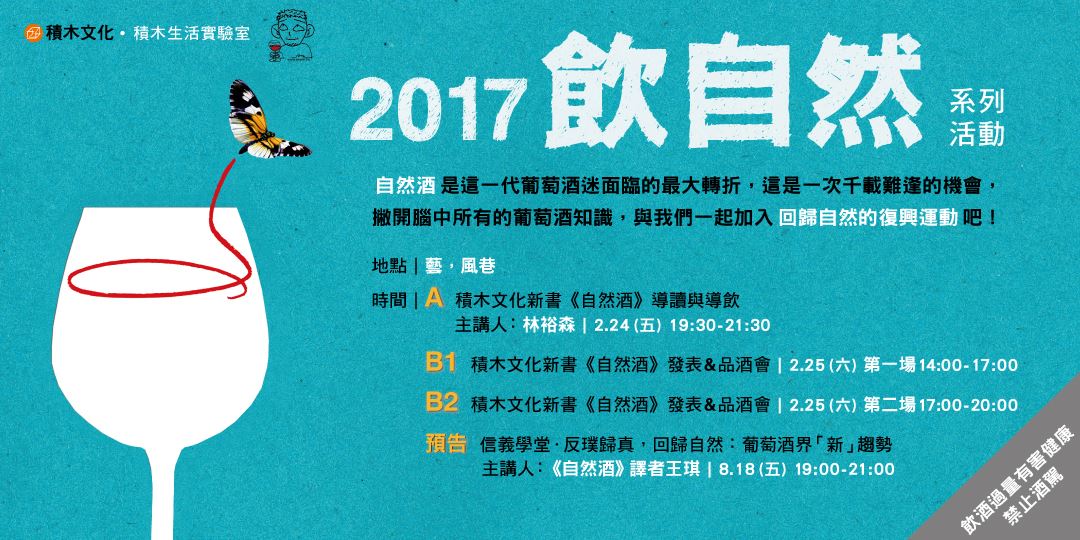 積木文化・積木生活實驗室
2017 飲自然 系列活動
自然酒 是這一代葡萄酒迷面臨的最大轉折，這是一次千載難逢的機會，
撇開腦中所有的葡萄酒知識，與我們一起加入 回歸自然的復興運動 吧！
地點｜藝，風巷
時間｜A 積木文化新書《自然酒》導讀與導飲
主講人：林裕森｜2.24(五) 19:30-21:30
B1 積木文化新書《自然酒》發表&品酒會｜2.25(六) 第一場14:00-17:00
B2 積木文化新書《自然酒》發表&品酒會｜2.25(六) 第二場17:00-20:00
預告 信義學堂·反璞歸真，回歸自然：葡萄酒界「新」趨勢
主講人：《自然酒》譯者王琪｜8.18(五) 19:00-21:00
飲酒過量有害健康
禁止酒駕